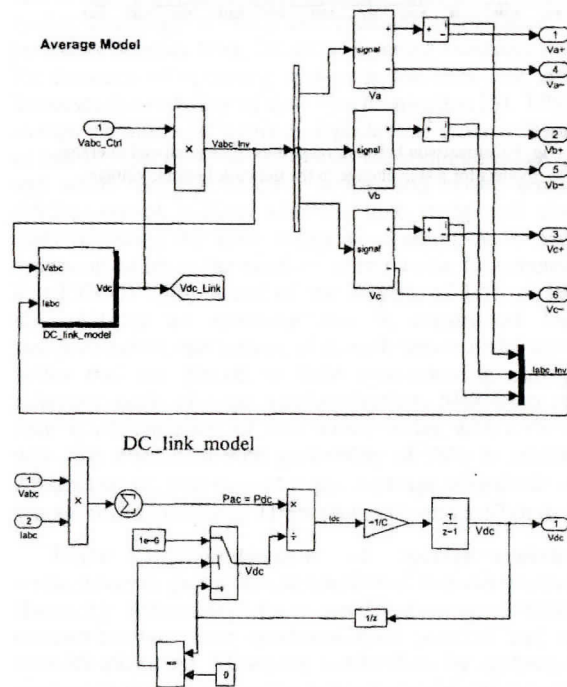 Average Model
1
Vabc_Ctrl
×
Vabc_Inv
signal
Va
+
−
+
i
−
1
Va+
4
Va−
signal
Vb
+
−
+
i
−
2
Vb+
5
Vb−
signal
Vc
+
−
+
i
−
3
Vc+
6
Vc−
Vabc
Iabc
Vdc
DC_link_model
Vdc_Link
Iabc_Inv
DC_link_model
1
Vabc
2
Iabc
×
Σ
Pac = Pdc
×
÷
Idc
−1/C
T
z−1
Vdc
1
Vdc
1e−6
Vdc
1/z
0